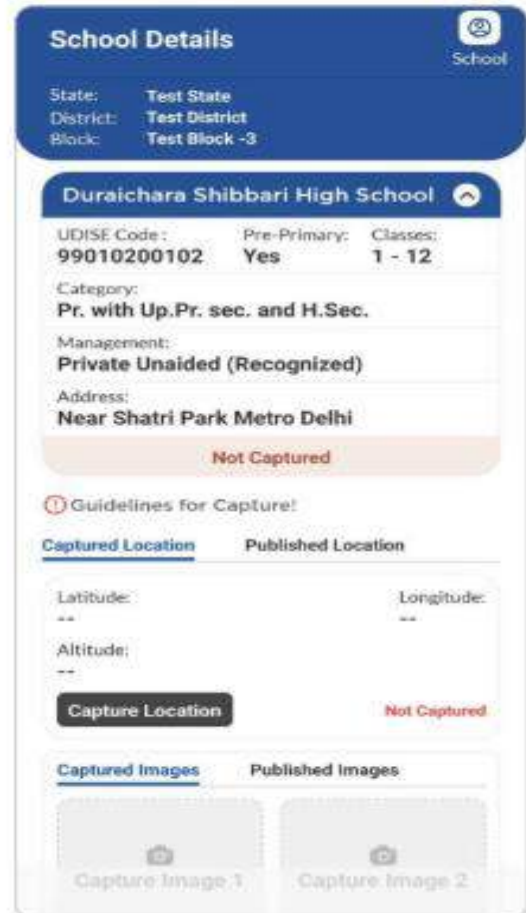 School Details
School
State: Test State
District: Test District
Block: Test Block -3
Duraichara Shibbari High School
UDISE Code : Pre-Primary: Classes:
99010200102 Yes 1 - 12
Category:
Pr. with Up.Pr. sec. and H.Sec.
Management:
Private Unaided (Recognized)
Address:
Near Shatri Park Metro Delhi
Not Captured
Guidelines for Capture!
Captured Location Published Location
Latitude: Longitude:
-- --
Altitude:
--
Capture Location Not Captured
Captured Images Published Images
Capture Image 1 Capture Image 2